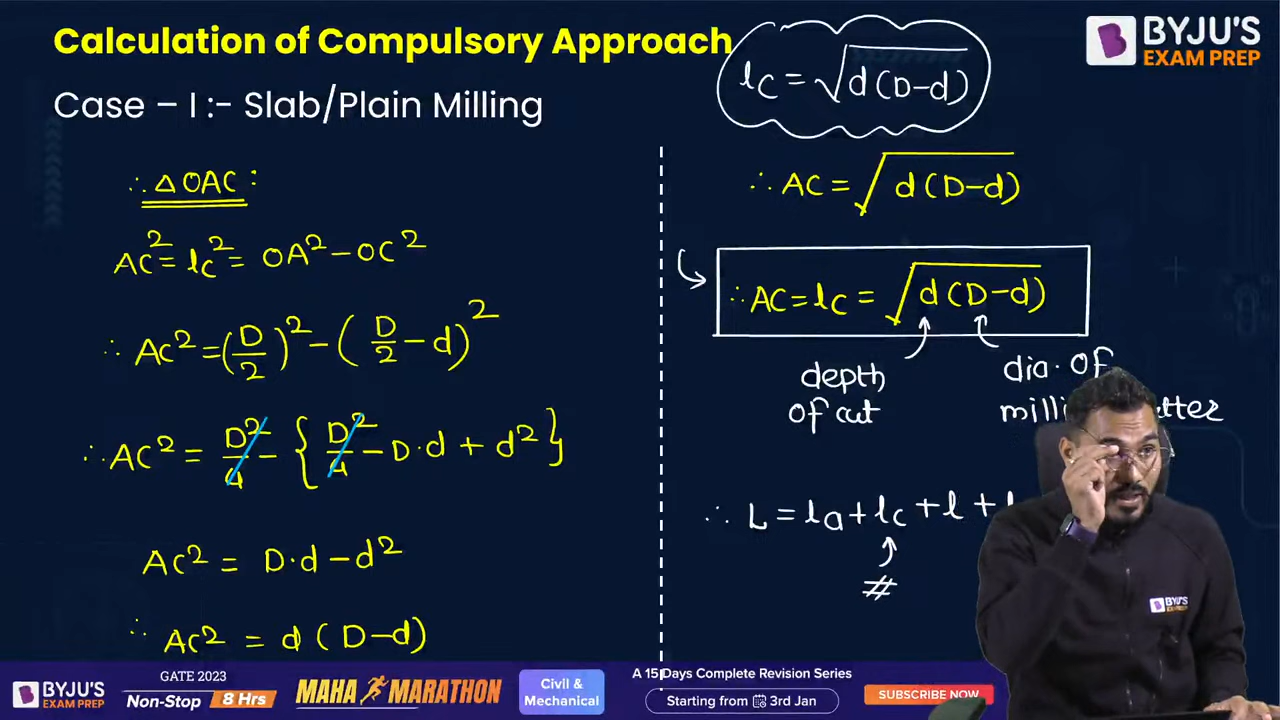 Calculation of Compulsory Approach
Case – I :- Slab/Plain Milling
∴ △OAC :
AC² = lc² = OA² – OC²
∴ AC² = (D/2)² – (D/2 – d)²
∴ AC² = D²/4 – {D²/4 – D·d + d²}
AC² = D·d – d²
∴ AC² = d (D–d)
lc = √d(D–d)
∴ AC = √d(D–d)
∴ AC = lc = √d(D–d)
depth
of cut
dia. of
∴ L = la + lc + l +
#
BYJU'S
EXAM PREP
BYJU'S
BYJU'S
EXAM PREP
GATE 2023
Non-Stop 8 Hrs
MAHA MARATHON
Civil &
Mechanical
A 15 Days Complete Revision Series
Starting from 3rd Jan
SUBSCRIBE NOW